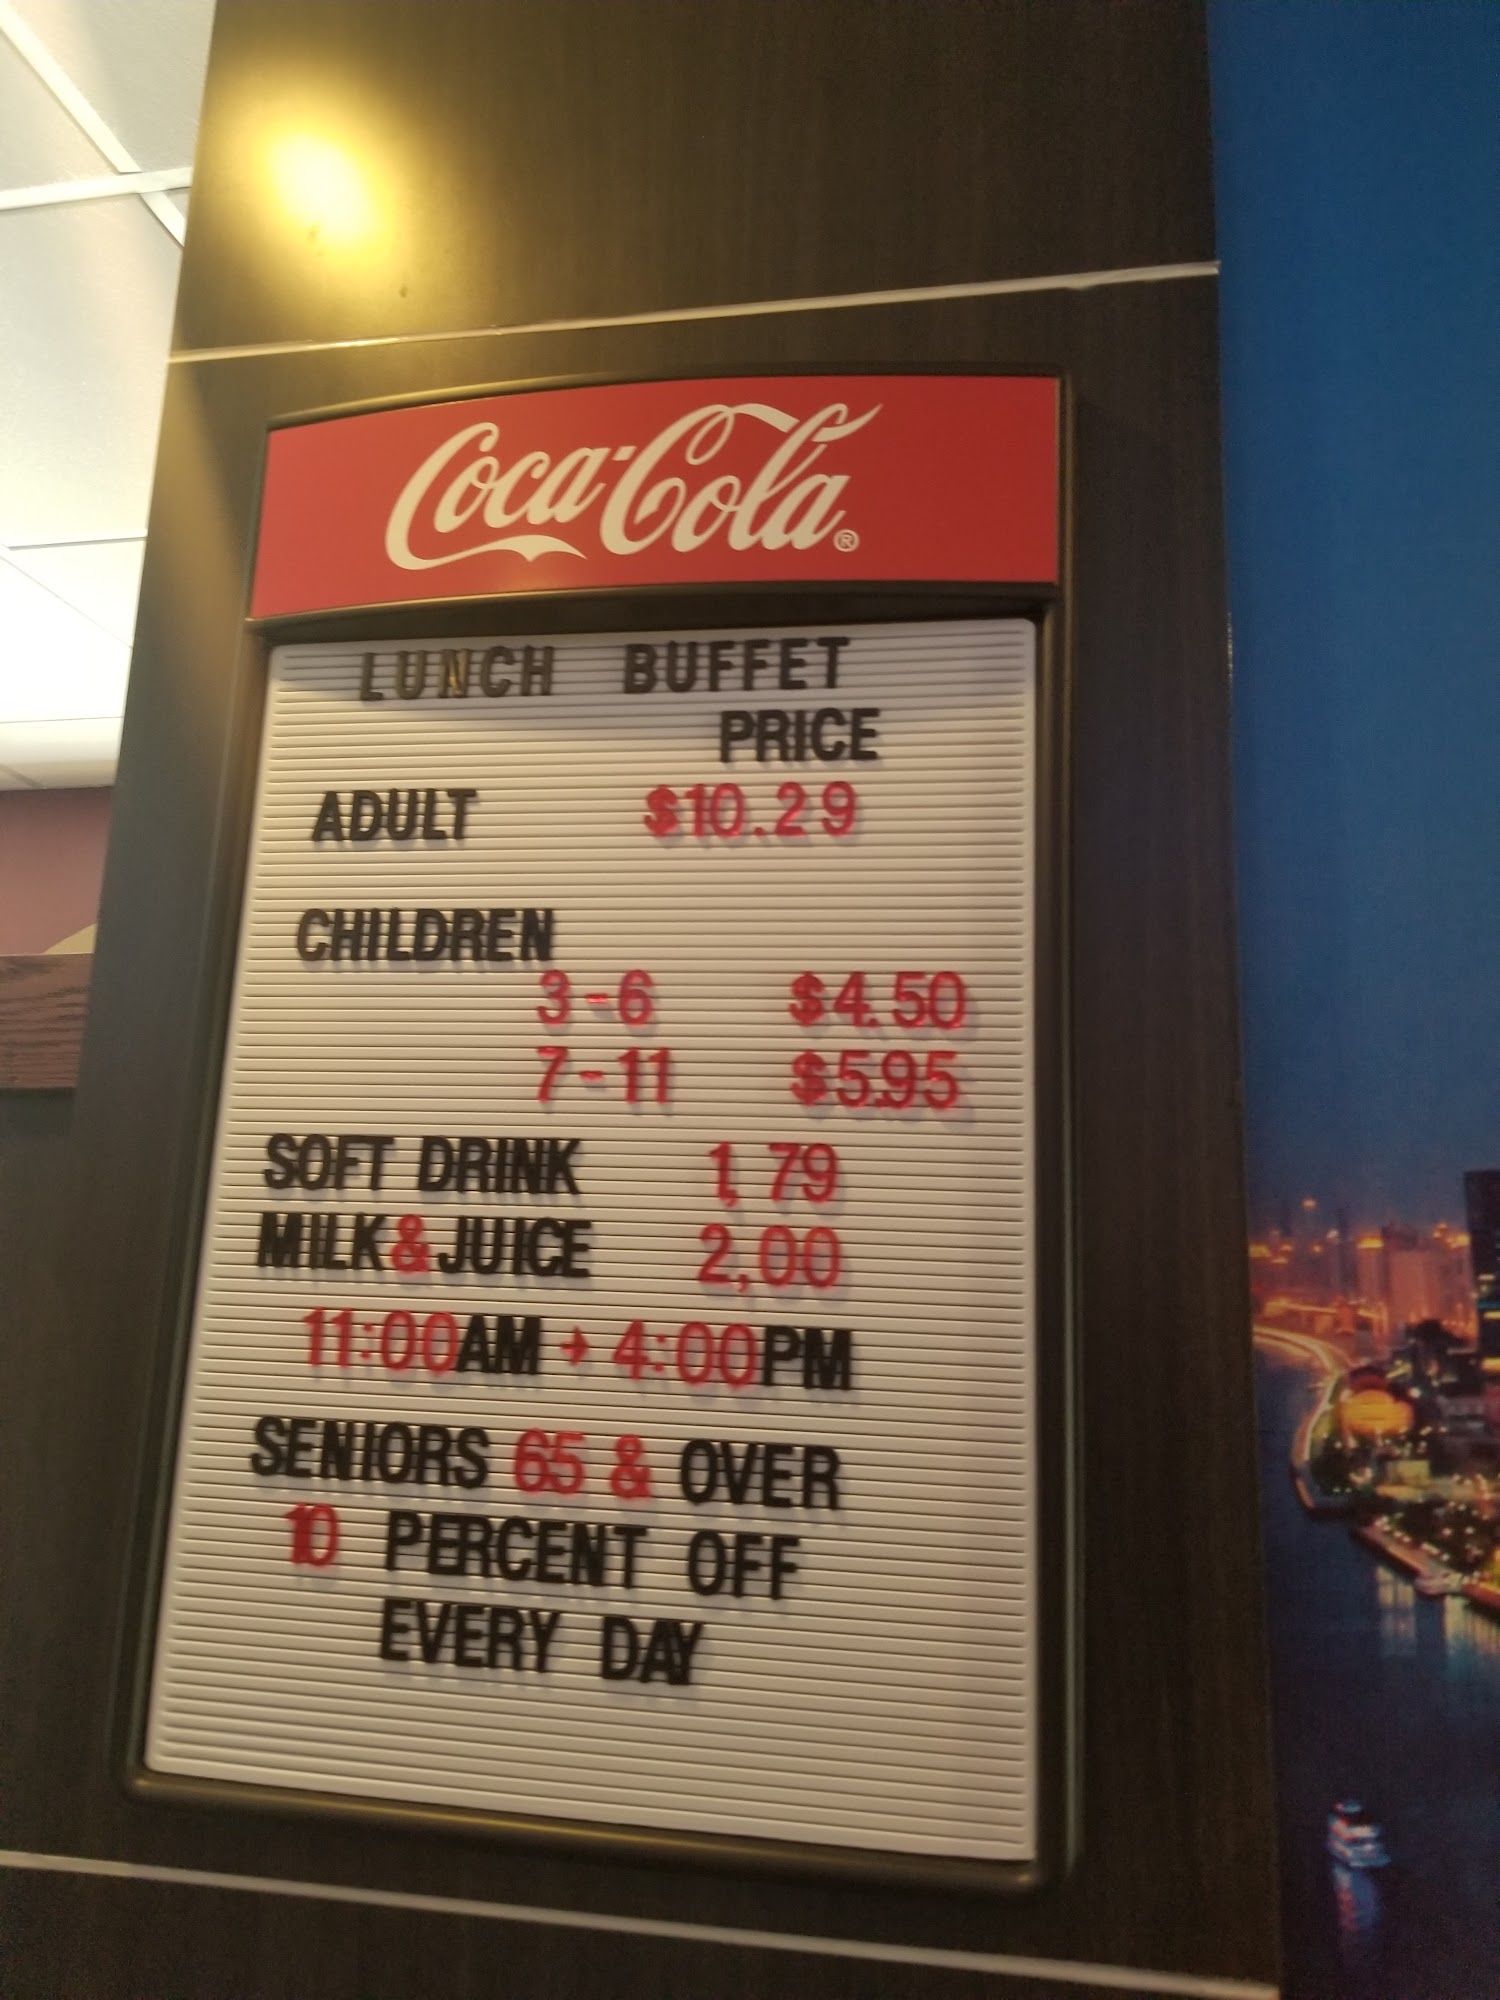 Coca-Cola®
LUNCH BUFFET
PRICE
ADULT $10.29
CHILDREN
3-6 $4.50
7-11 $5.95
SOFT DRINK 1,79
MILK&JUICE 2,00
11:00AM → 4:00PM
SENIORS 65 & OVER
10 PERCENT OFF
EVERY DAY